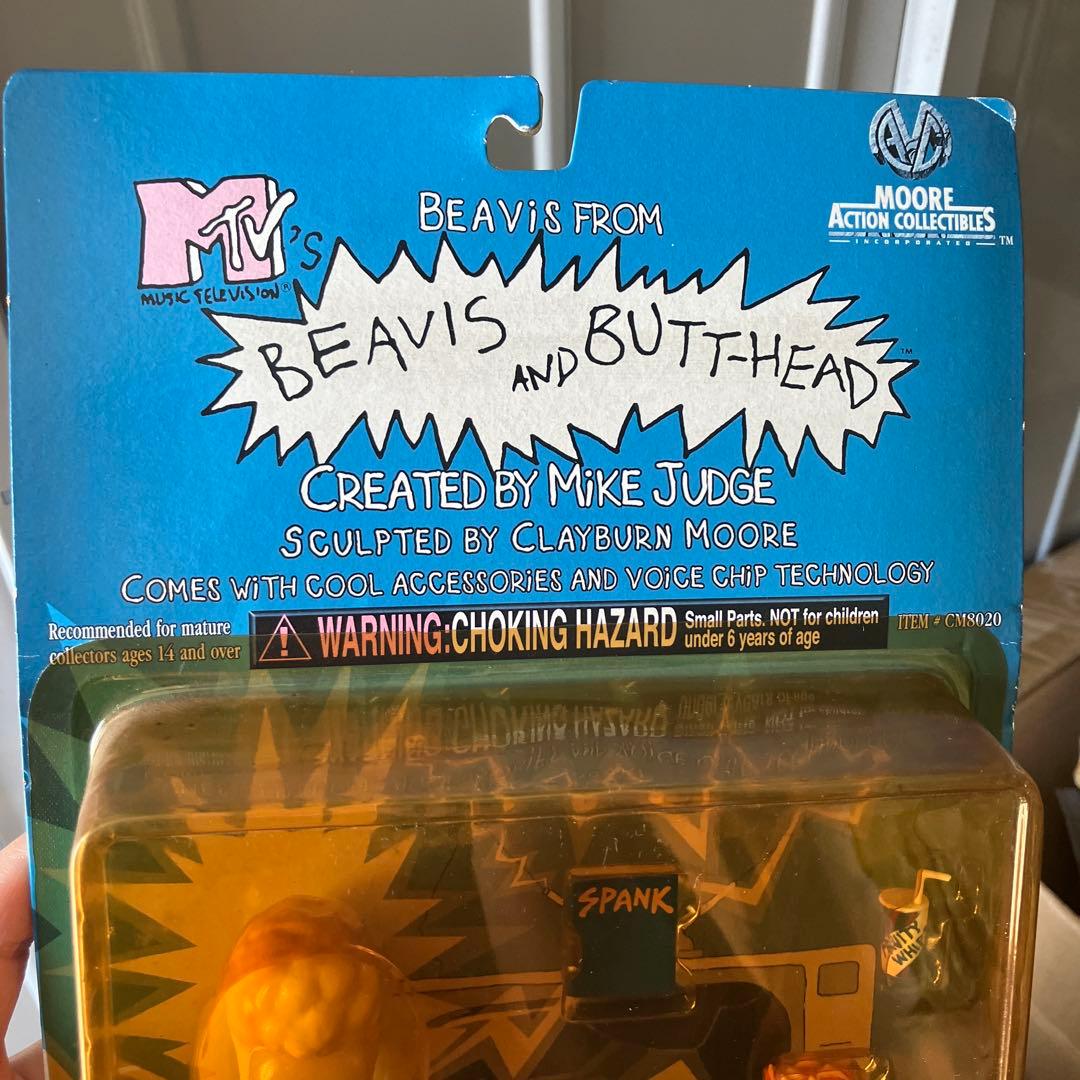 MTV's
MUSIC TELEVISION®
BEAVIS FROM
BEAVIS AND BUTT-HEAD™
MOORE
ACTION COLLECTIBLES
INCORPORATED ™
CREATED BY MIKE JUDGE
SCULPTED BY CLAYBURN MOORE
COMES WITH COOL ACCESSORIES AND VOICE CHIP TECHNOLOGY
Recommended for mature
collectors ages 14 and over
WARNING:CHOKING HAZARD
Small Parts. NOT for children
under 6 years of age
ITEM # CM8020
SPANK